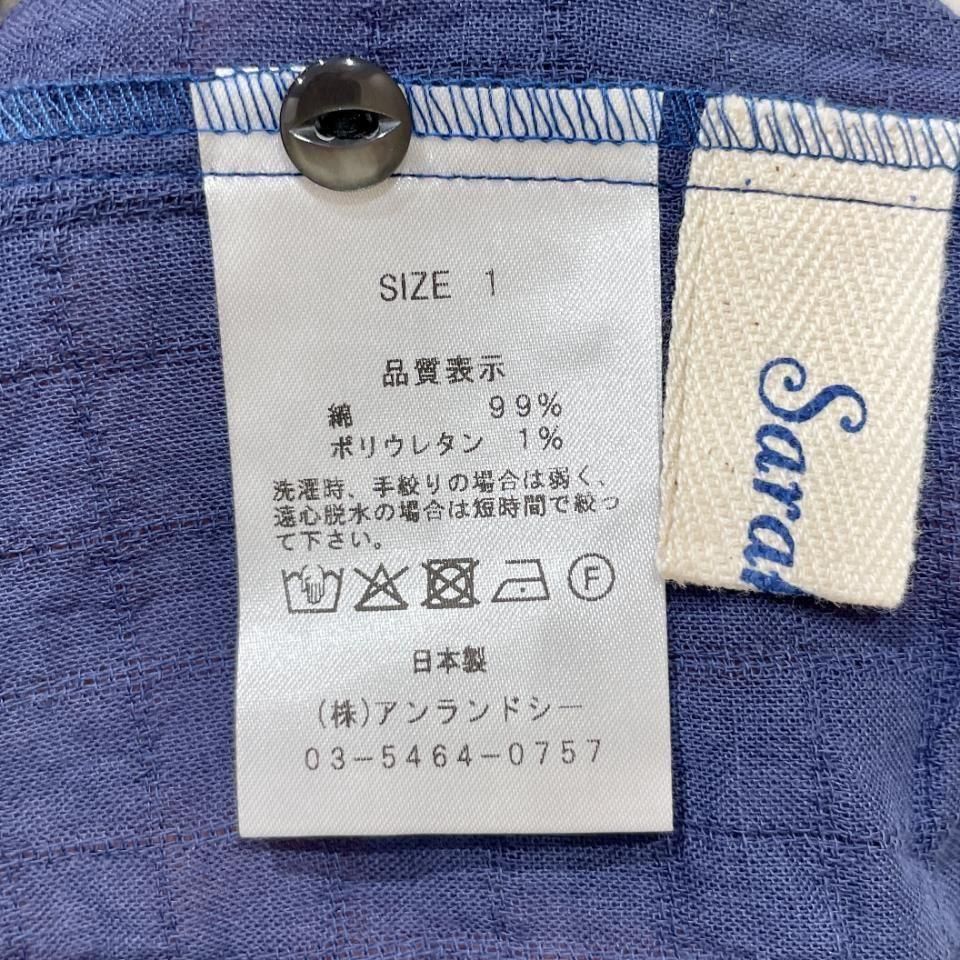 SIZE 1
品質表示
綿 99%
ポリウレタン 1%
洗濯時、手絞りの場合は弱く、
遠心脱水の場合は短時間で絞っ
て下さい。
F
日本製
(株)アンランドシー
03-5464-0757